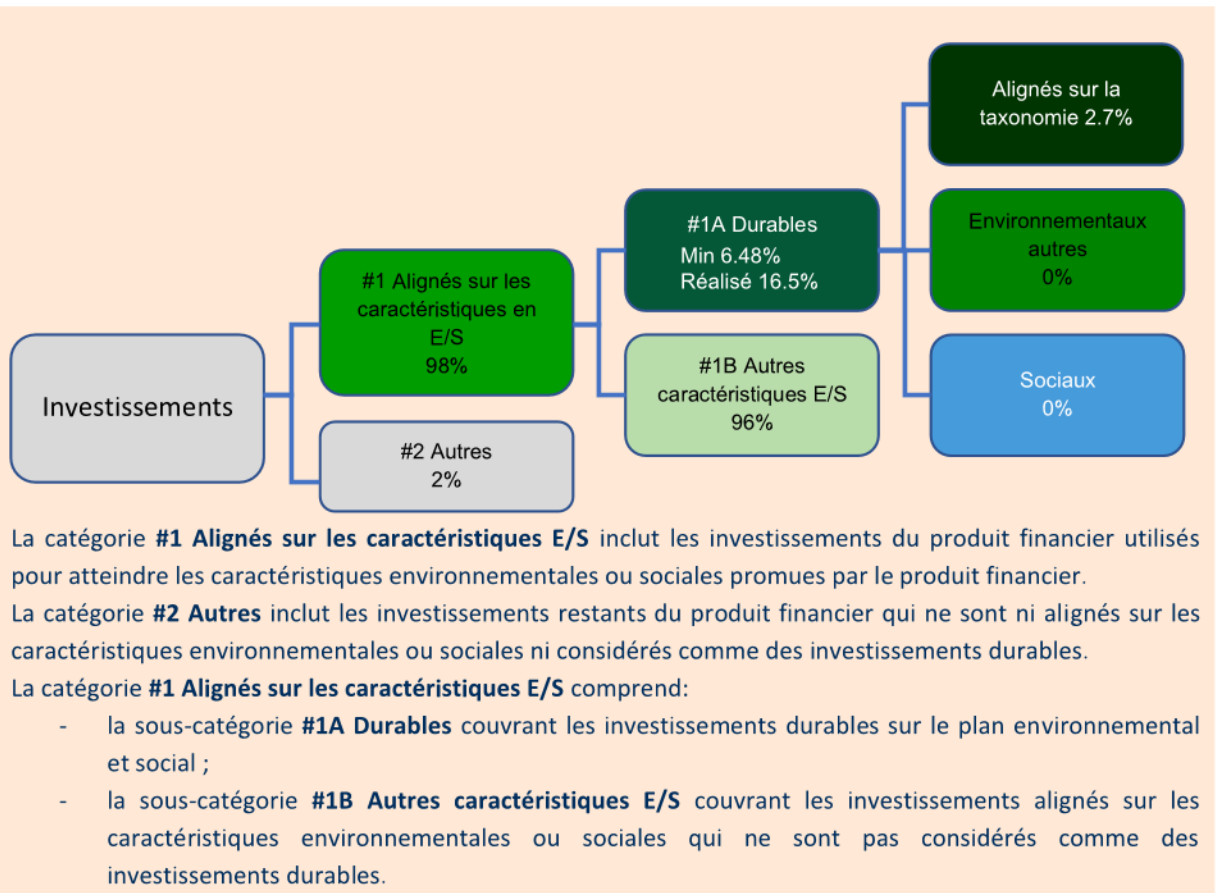 Alignés sur la
taxonomie 2.7%
#1A Durables
Min 6.48%
Réalisé 16.5%
Environnementaux
autres
0%
#1 Alignés sur les
caractéristiques en
E/S
98%
Investissements
#1B Autres
caractéristiques E/S
96%
Sociaux
0%
#2 Autres
2%
La catégorie #1 Alignés sur les caractéristiques E/S inclut les investissements du produit financier utilisés
pour atteindre les caractéristiques environnementales ou sociales promues par le produit financier.
La catégorie #2 Autres inclut les investissements restants du produit financier qui ne sont ni alignés sur les
caractéristiques environnementales ou sociales ni considérés comme des investissements durables.
La catégorie #1 Alignés sur les caractéristiques E/S comprend:
- la sous-catégorie #1A Durables couvrant les investissements durables sur le plan environnemental
et social ;
- la sous-catégorie #1B Autres caractéristiques E/S couvrant les investissements alignés sur les
caractéristiques environnementales ou sociales qui ne sont pas considérés comme des
investissements durables.